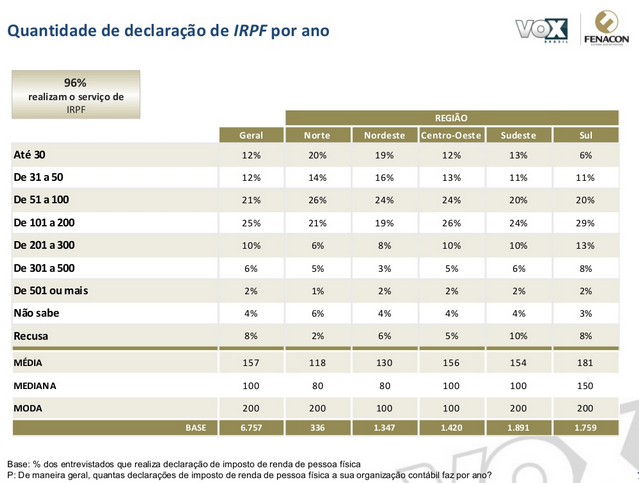 Quantidade de declaração de IRPF por ano
VOX
BRASIL
FENACON
96%
realizam o serviço de
IRPF
REGIÃO
Geral Norte Nordeste Centro-Oeste Sudeste Sul
Até 30 12% 20% 19% 12% 13% 6%
De 31 a 50 12% 14% 16% 13% 11% 11%
De 51 a 100 21% 26% 24% 24% 20% 20%
De 101 a 200 25% 21% 19% 26% 24% 29%
De 201 a 300 10% 6% 8% 10% 10% 13%
De 301 a 500 6% 5% 3% 5% 6% 8%
De 501 ou mais 2% 1% 2% 2% 2% 2%
Não sabe 4% 6% 4% 4% 4% 3%
Recusa 8% 2% 6% 5% 10% 8%
MÉDIA 157 118 130 156 154 181
MEDIANA 100 80 80 100 100 150
MODA 200 200 100 100 200 200
BASE 6.757 336 1.347 1.420 1.891 1.759
Base: % dos entrevistados que realiza declaração de imposto de renda de pessoa física
P: De maneira geral, quantas declarações de imposto de renda de pessoa física a sua organização contábil faz por ano?